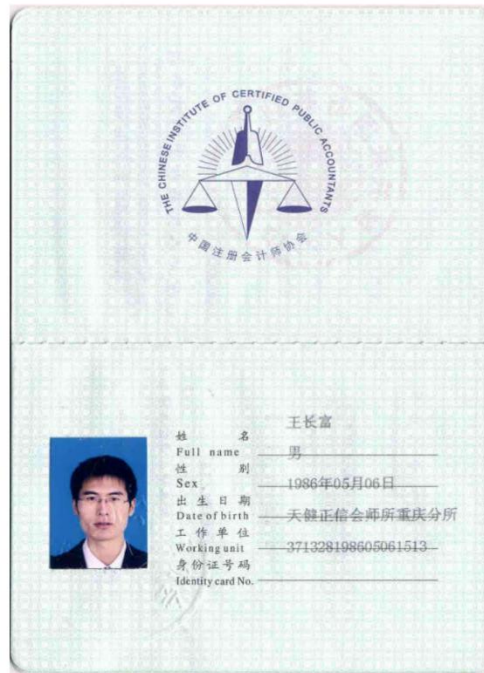 THE CHINESE INSTITUTE OF CERTIFIED PUBLIC ACCOUNTANTS
中国注册会计师协会
王长富
姓 名
Full name
男
性 别
Sex
1986年05月06日
出生日期
Date of birth
天健正信会师所重庆分所
工作单位
Working unit
371328198605061513
身份证号码
Identity card No.